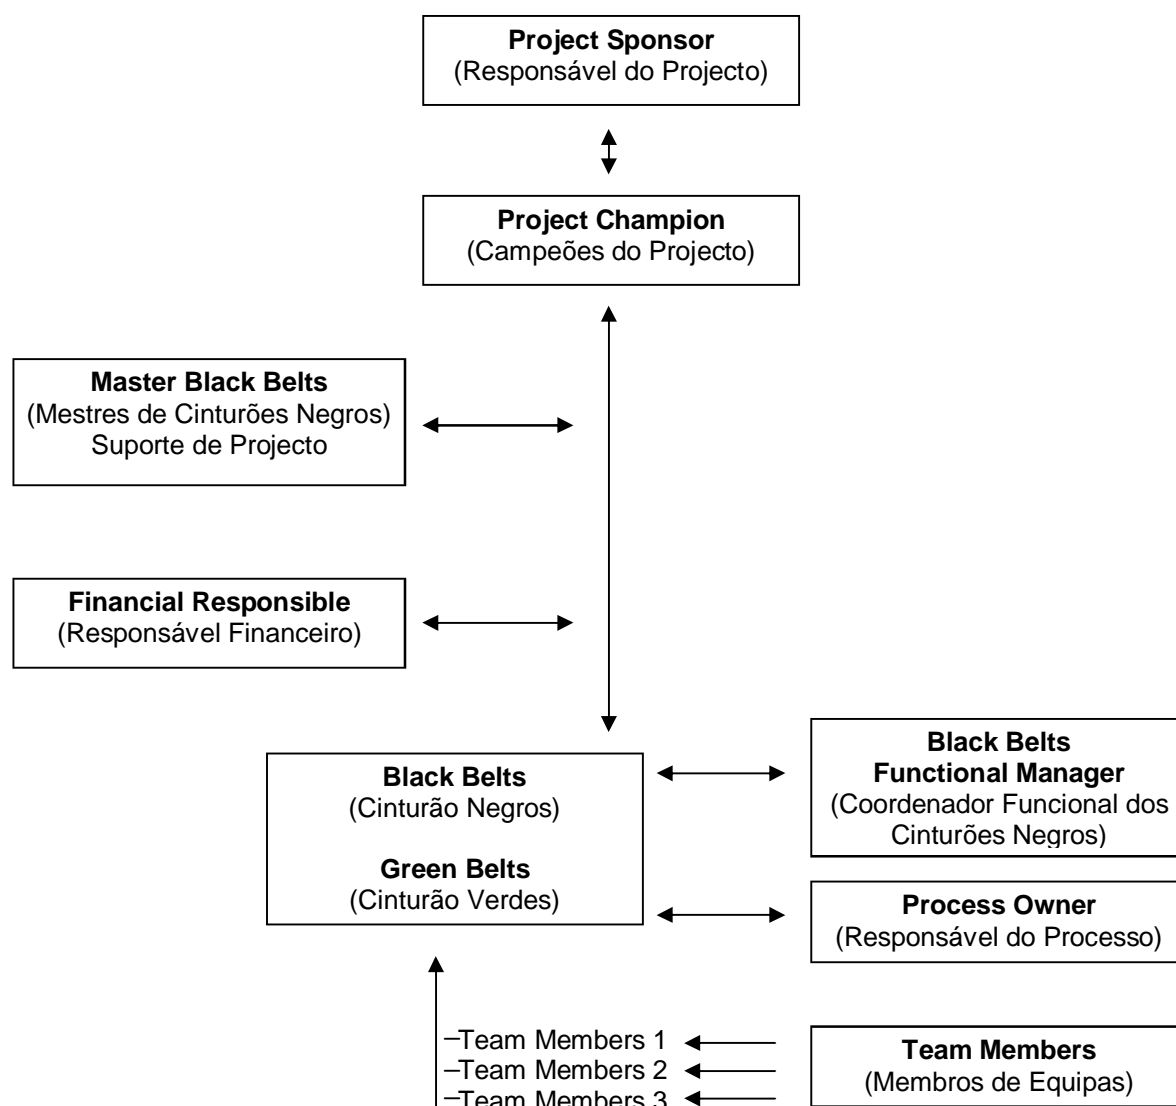 Project Sponsor
(Responsável do Projecto)
Project Champion
(Campeões do Projecto)
Master Black Belts
(Mestres de Cinturões Negros)
Suporte de Projecto
Financial Responsible
(Responsável Financeiro)
Black Belts
(Cinturão Negros)
Green Belts
(Cinturão Verdes)
Black Belts
Functional Manager
(Coordenador Funcional dos
Cinturões Negros)
Process Owner
(Responsável do Processo)
Team Members 1
Team Members 2
Team Members 3
Team Members
(Membros de Equipas)